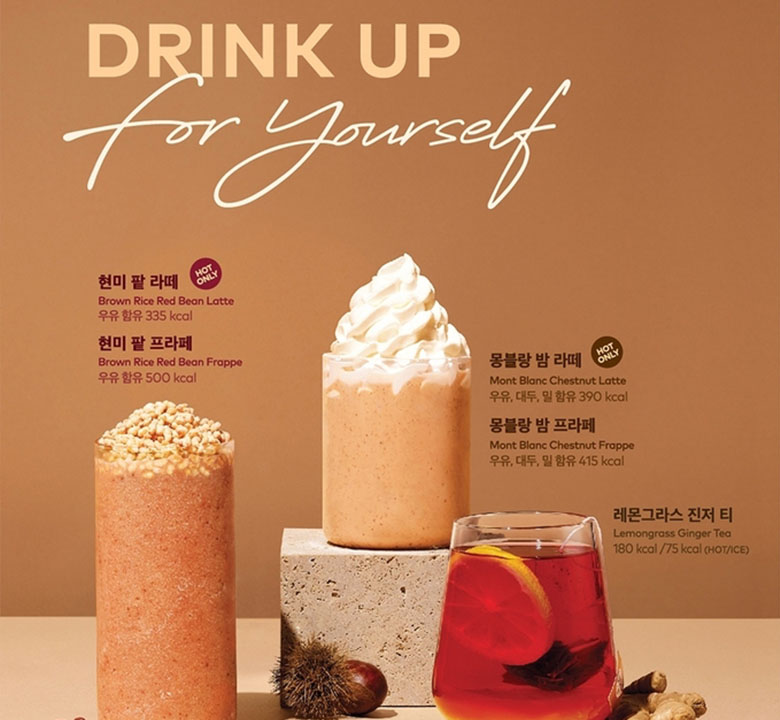 DRINK UP
for yourself
현미 팥 라떼
HOT ONLY
Brown Rice Red Bean Latte
우유 함유 335 kcal
현미 팥 프라페
Brown Rice Red Bean Frappe
우유 함유 500 kcal
몽블랑 밤 라떼
HOT ONLY
Mont Blanc Chestnut Latte
우유, 대두, 밀 함유 390 kcal
몽블랑 밤 프라페
Mont Blanc Chestnut Frappe
우유, 대두, 밀 함유 415 kcal
레몬그라스 진저 티
Lemongrass Ginger Tea
180 kcal /75 kcal (HOT/ICE)